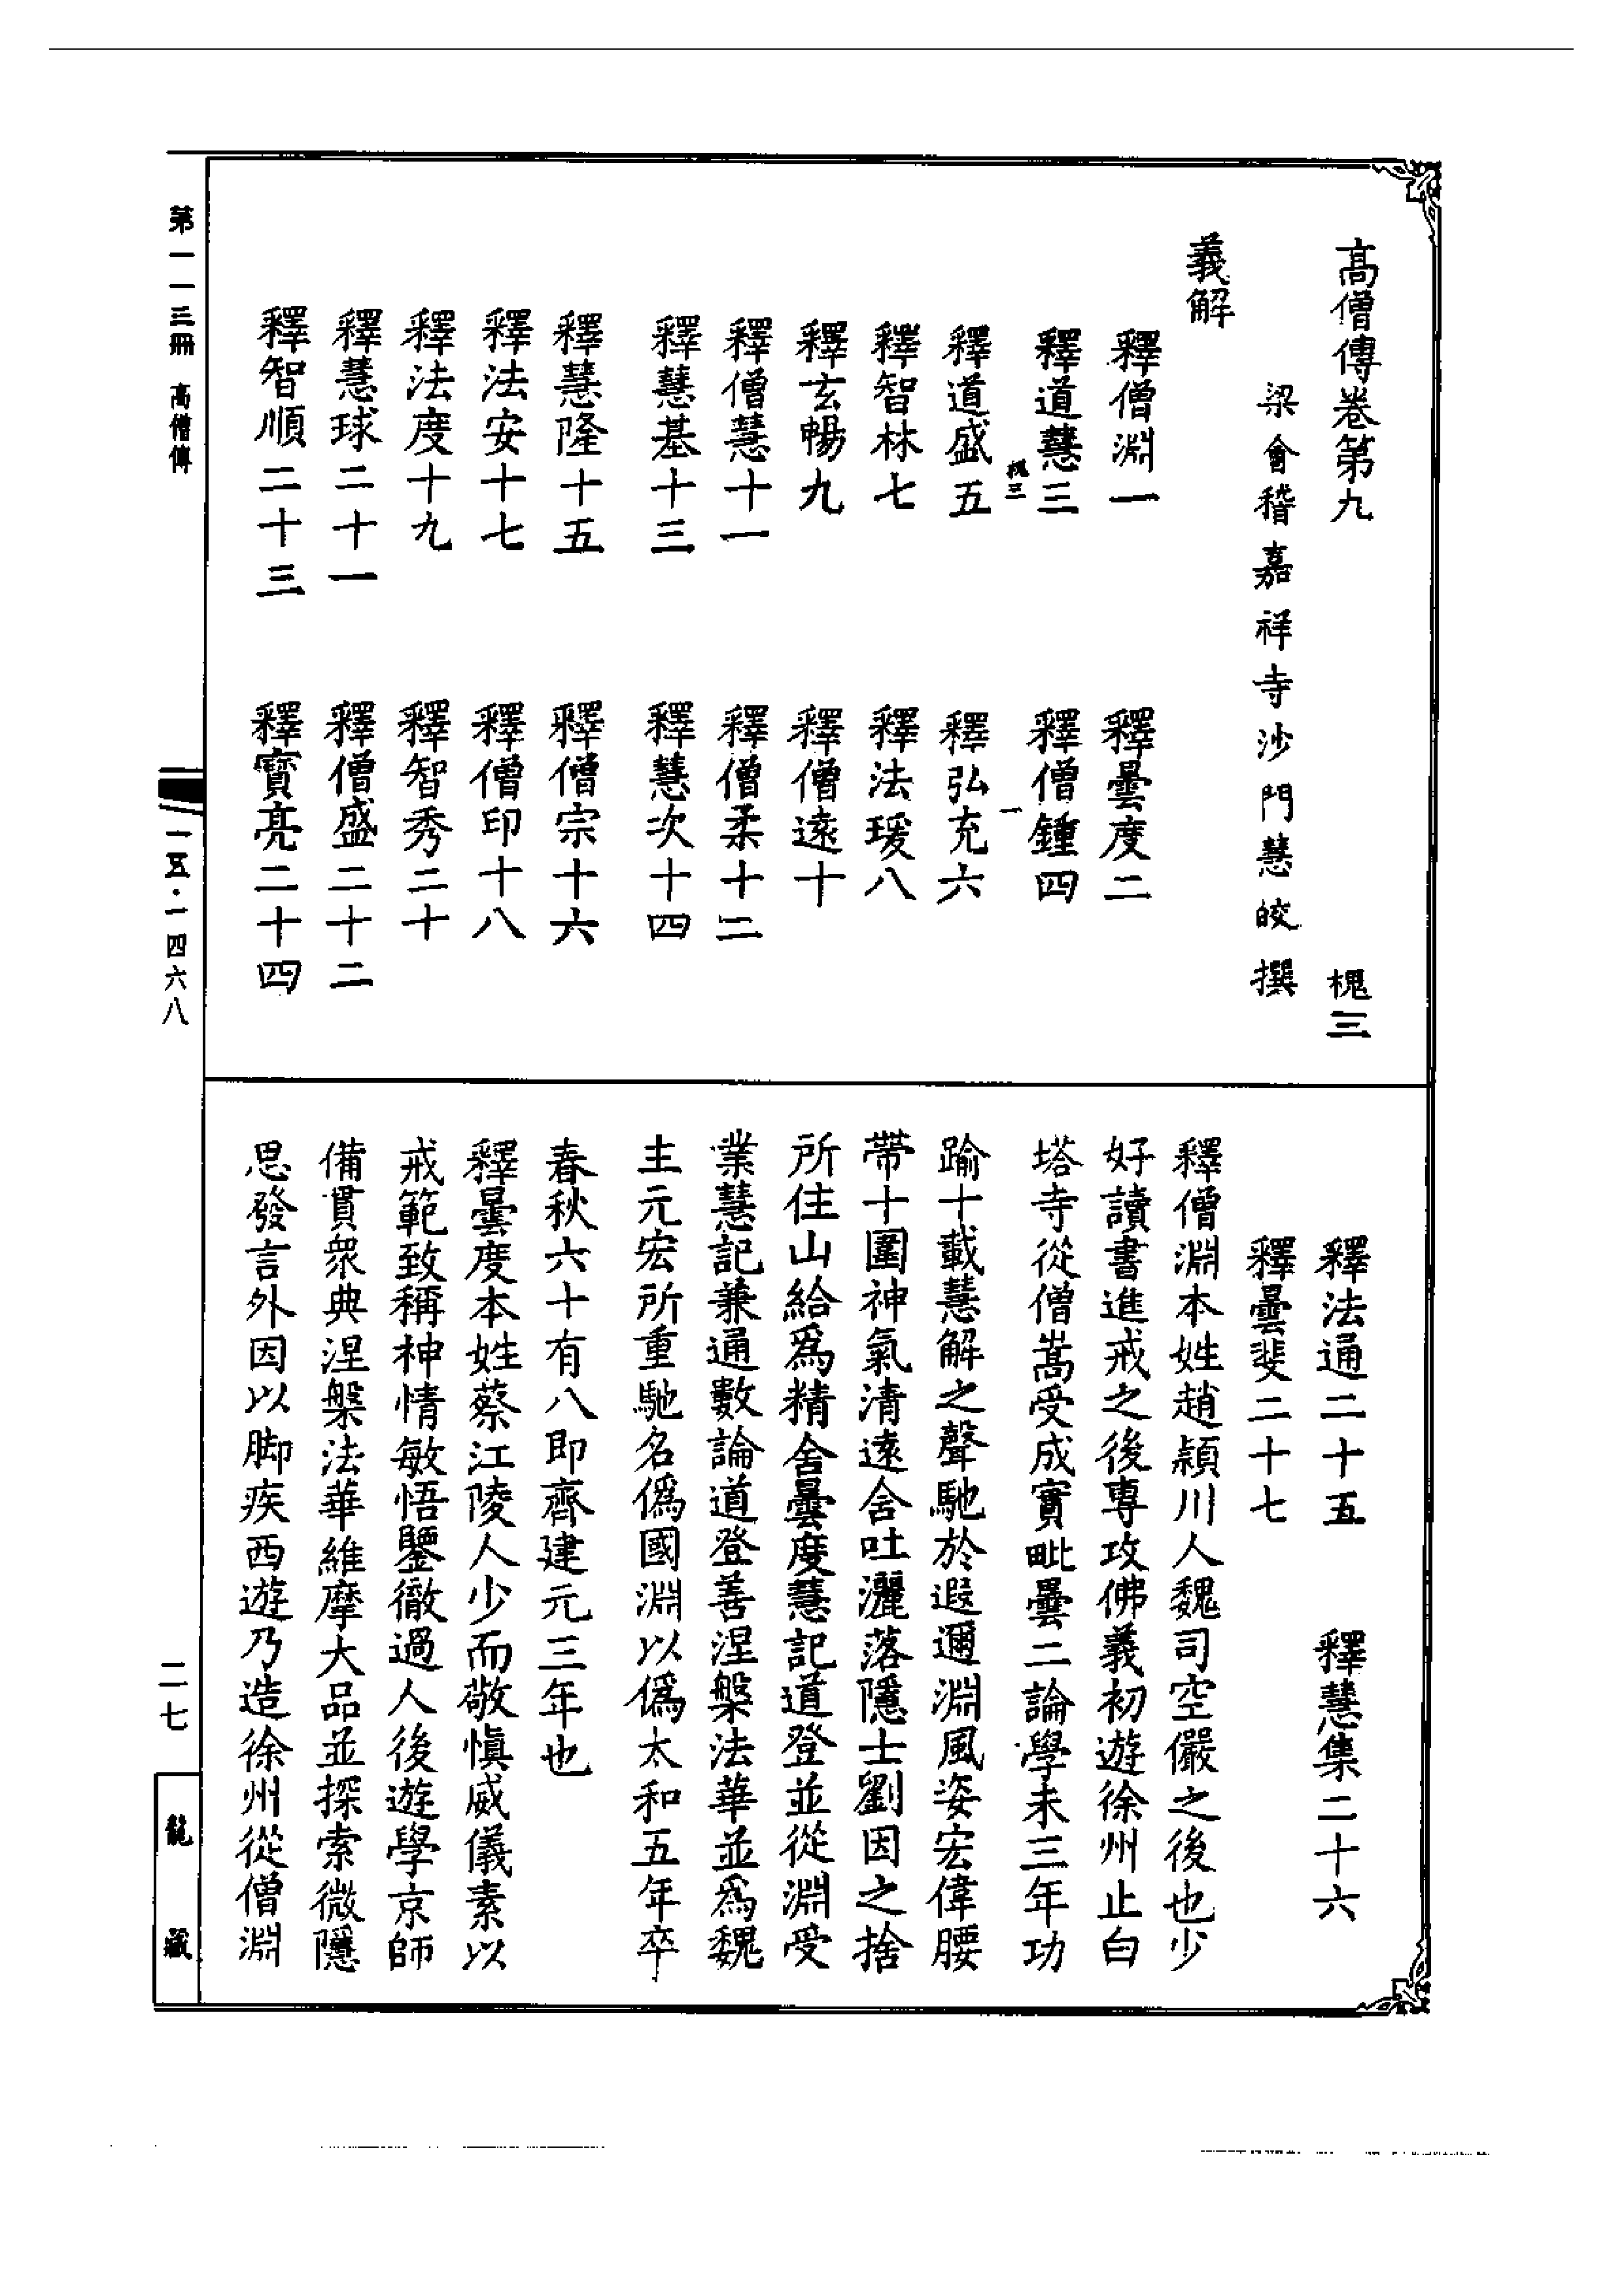 高僧傳卷第九　槐三
梁會稽嘉祥寺沙門慧皎撰
義解
釋僧淵一　釋曇度二
釋道慧三　釋僧鍾四
槐三　一
釋道盛五　釋弘充六
釋智林七　釋法瑗八
釋玄暢九　釋僧遠十
釋僧慧十一　釋僧柔十二
釋慧基十三　釋慧次十四
釋慧隆十五　釋僧宗十六
釋法安十七　釋僧印十八
釋法度十九　釋智秀二十
釋慧球二十一　釋僧盛二十二
釋智順二十三　釋寶亮二十四
釋法通二十五　釋慧集二十六
釋曇斐二十七
釋僧淵本姓趙頴川人魏司空儼之後也少
好讀書進戒之後專攻佛義初遊徐州止白
塔寺從僧嵩受成實毗曇二論學未三年功
踰十載慧解之聲馳於遐邇淵風姿宏偉腰
帶十圍神氣清遠含吐灑落隱士劉因之捨
所住山給爲精舍曇度慧記道登並從淵受
業慧記兼通數論道登善涅槃法華並爲魏
主元宏所重馳名僞國淵以僞太和五年卒
春秋六十有八即齊建元三年也
釋曇度本姓蔡江陵人少而敬愼威儀素以
戒範致稱神情敏悟鑒徹過人後遊學京師
備貫衆典涅槃法華維摩大品並探索微隱
思發言外因以脚疾西遊乃造徐州從僧淵
第一一三冊　高僧傳
一五·一四六八
二七
龍藏